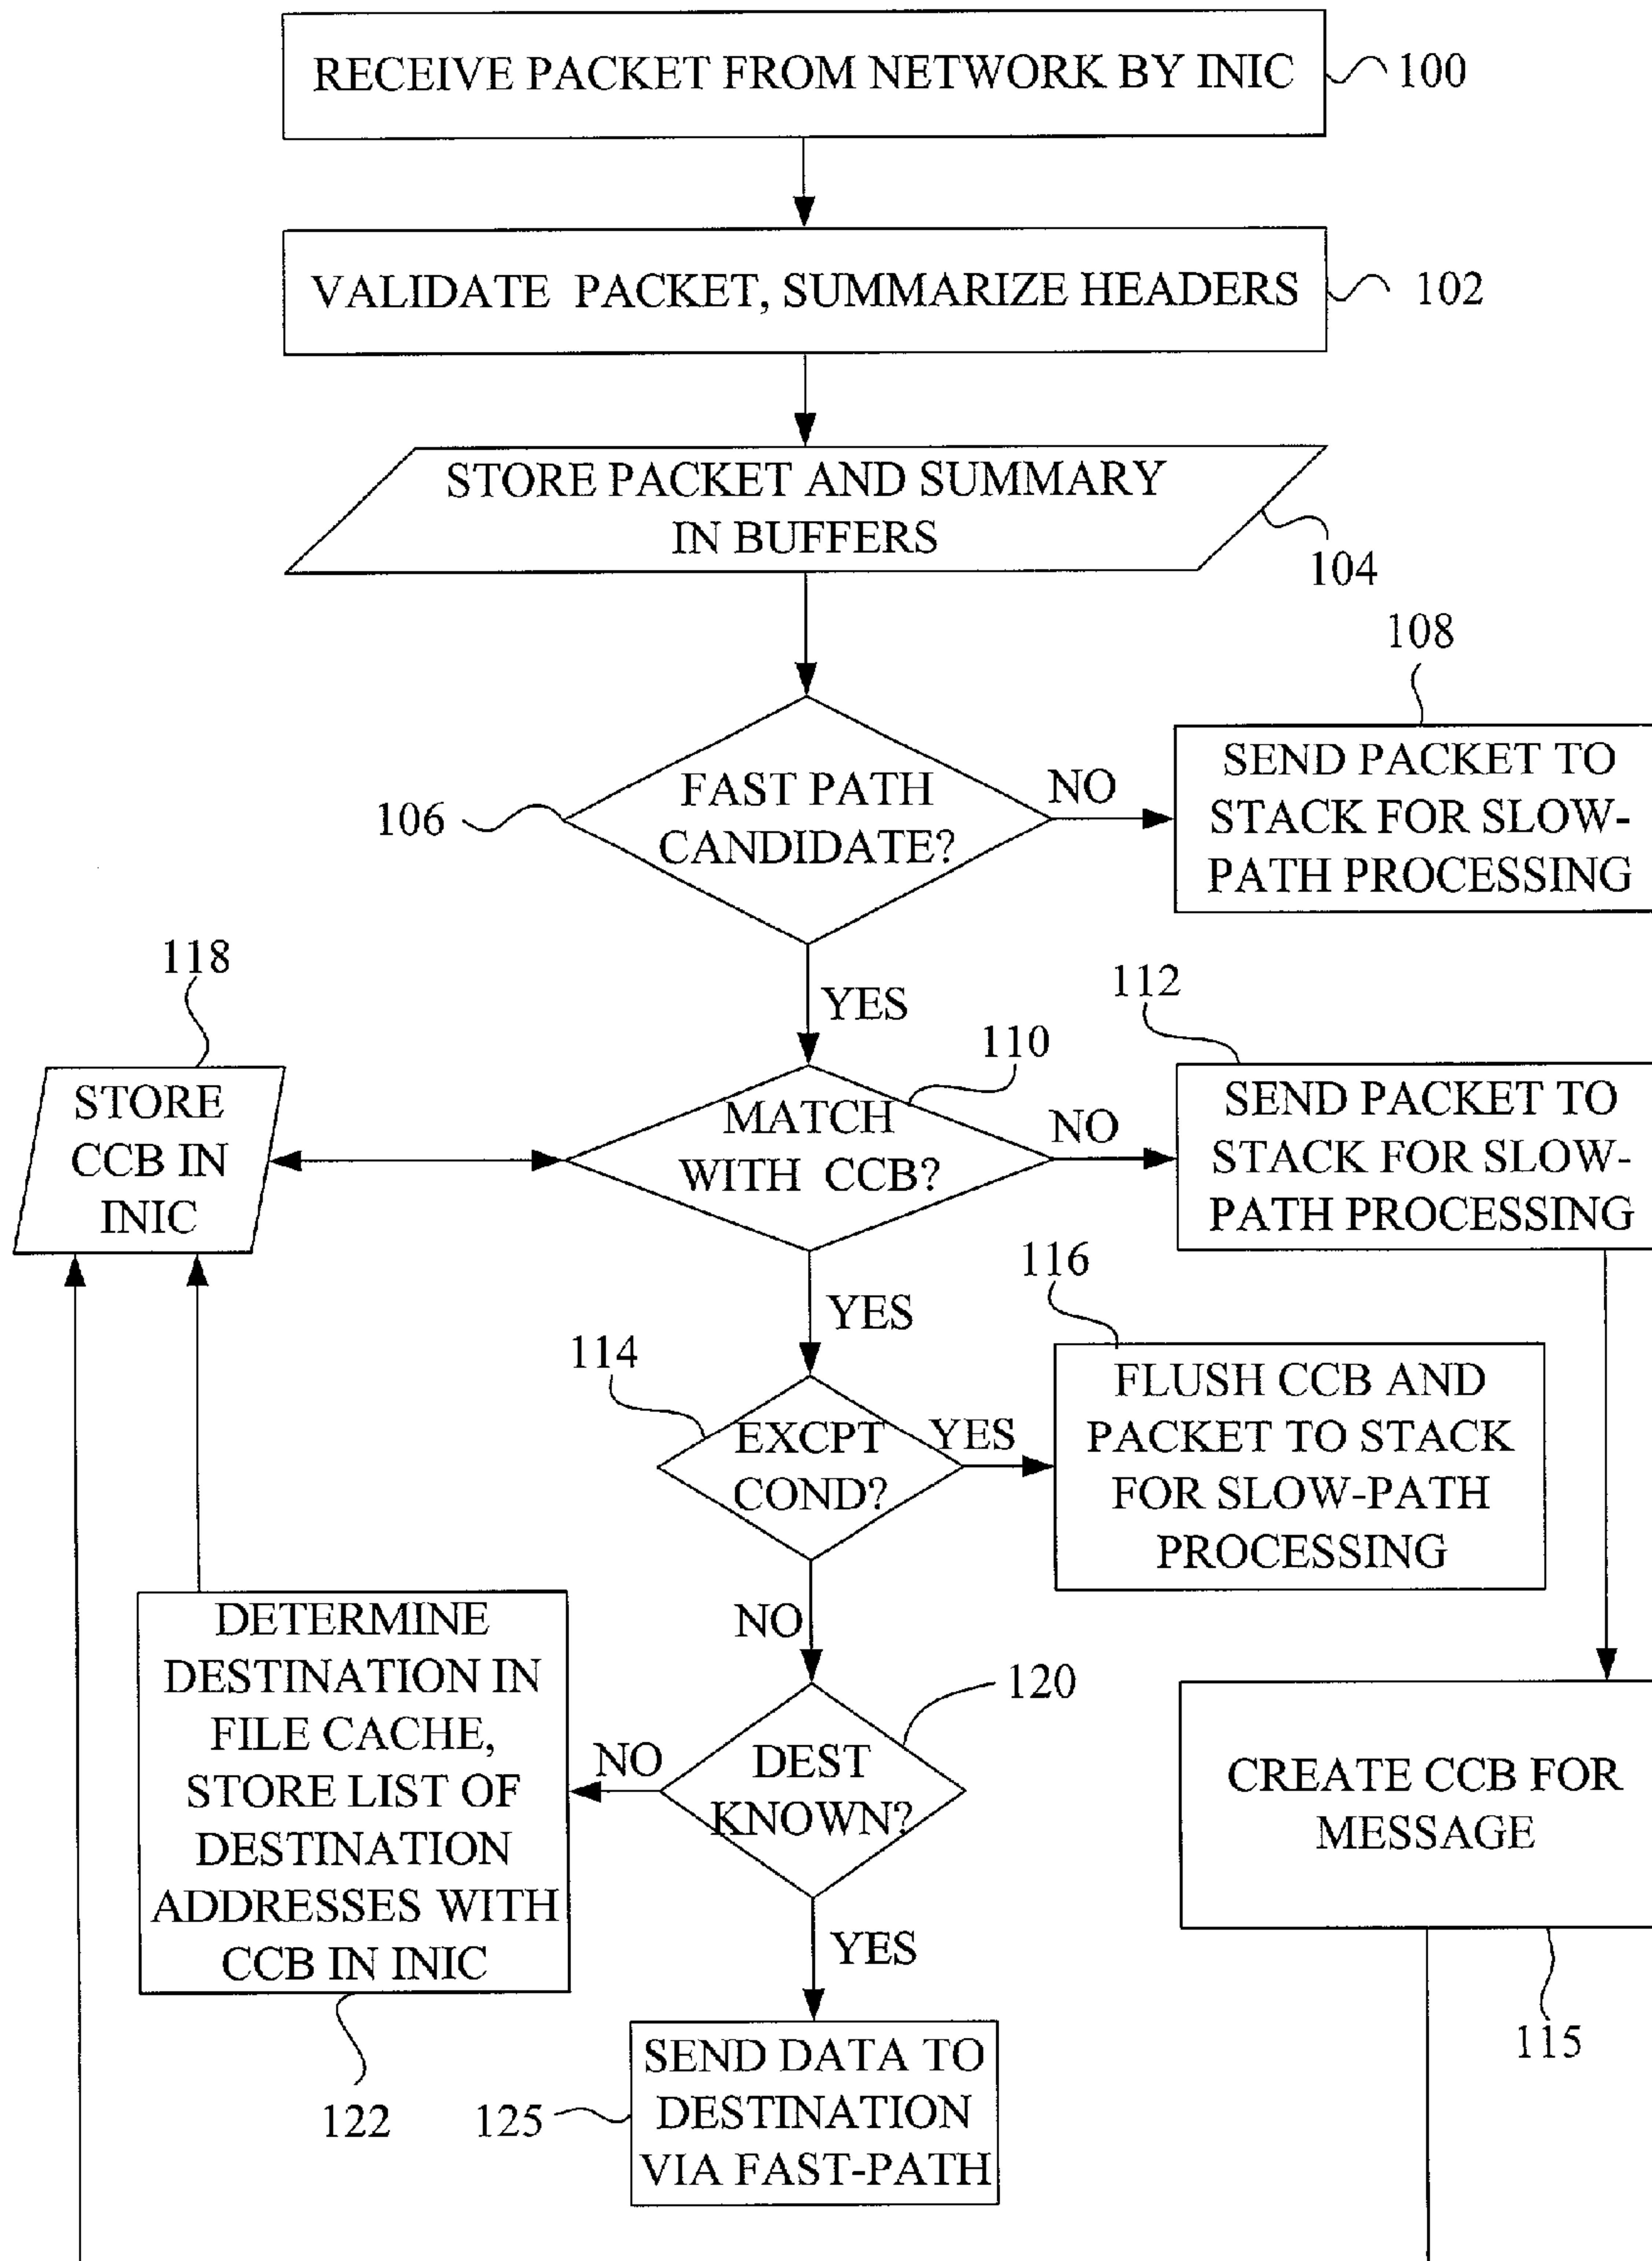 RECEIVE PACKET FROM NETWORK BY INIC
100
VALIDATE PACKET, SUMMARIZE HEADERS
102
STORE PACKET AND SUMMARY
IN BUFFERS
104
108
106
FAST PATH
CANDIDATE?
NO
SEND PACKET TO
STACK FOR SLOW-
PATH PROCESSING
YES
118
110
112
STORE
CCB IN
INIC
MATCH
WITH CCB?
NO
SEND PACKET TO
STACK FOR SLOW-
PATH PROCESSING
YES
114
116
EXCPT
COND?
YES
FLUSH CCB AND
PACKET TO STACK
FOR SLOW-PATH
PROCESSING
NO
120
DETERMINE
DESTINATION IN
FILE CACHE,
STORE LIST OF
DESTINATION
ADDRESSES WITH
CCB IN INIC
NO
DEST
KNOWN?
CREATE CCB FOR
MESSAGE
YES
122
125
SEND DATA TO
DESTINATION
VIA FAST-PATH
115